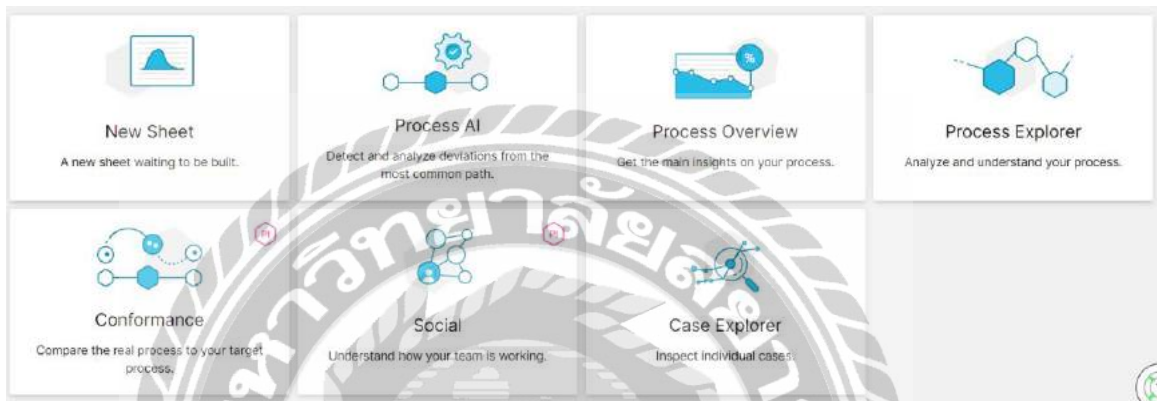 New Sheet
A new sheet waiting to be built.
Process AI
Detect and analyze deviations from the
most common path.
%
Process Overview
Get the main insights on your process.
Process Explorer
Analyze and understand your process.
Conformance
Compare the real process to your target
process.
Social
Understand how your team is working.
Case Explorer
Inspect individual cases.